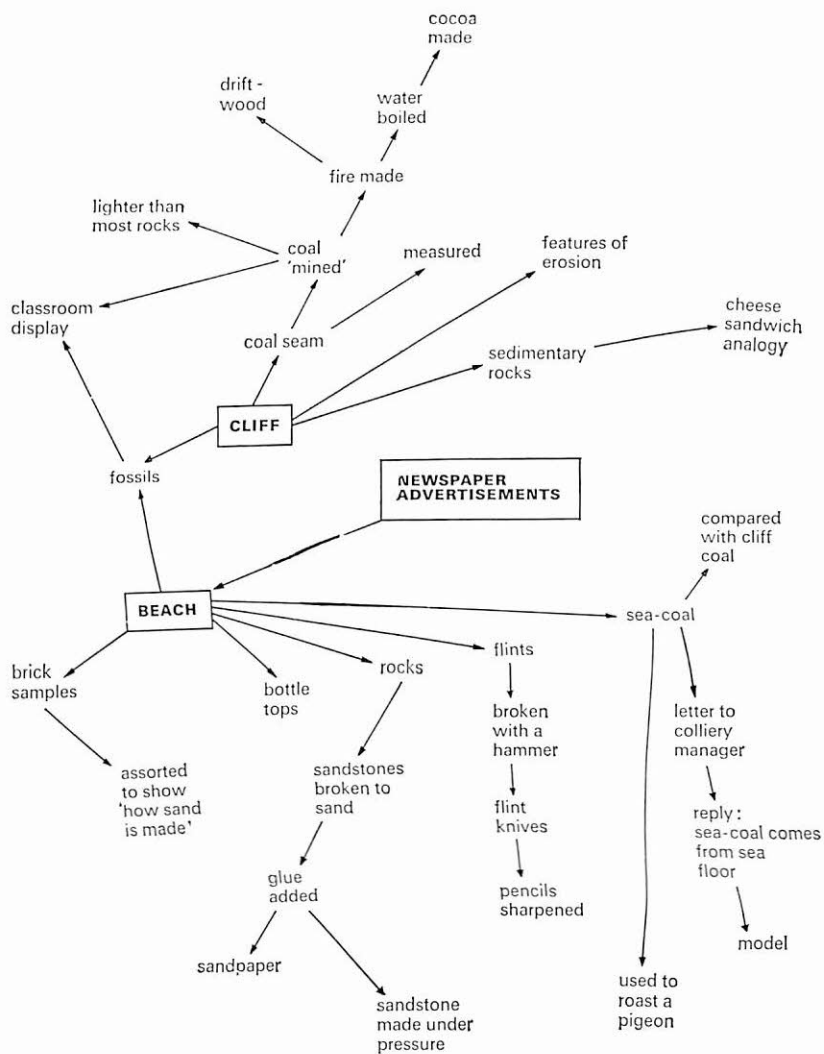 cocoa
made
drift -
wood
water
boiled
fire made
lighter than
most rocks
coal
'mined'
measured
features of
erosion
classroom
display
coal seam
cheese
sandwich
analogy
sedimentary
rocks
CLIFF
fossils
NEWSPAPER
ADVERTISEMENTS
compared
with cliff
coal
BEACH
sea-coal
brick
samples
bottle
tops
rocks
flints
broken
with a
hammer
letter to
colliery
manager
assorted
to show
'how sand
is made'
sandstones
broken to
sand
flint
knives
reply :
sea-coal comes
from sea
floor
glue
added
pencils
sharpened
model
sandpaper
sandstone
made under
pressure
used to
roast a
pigeon